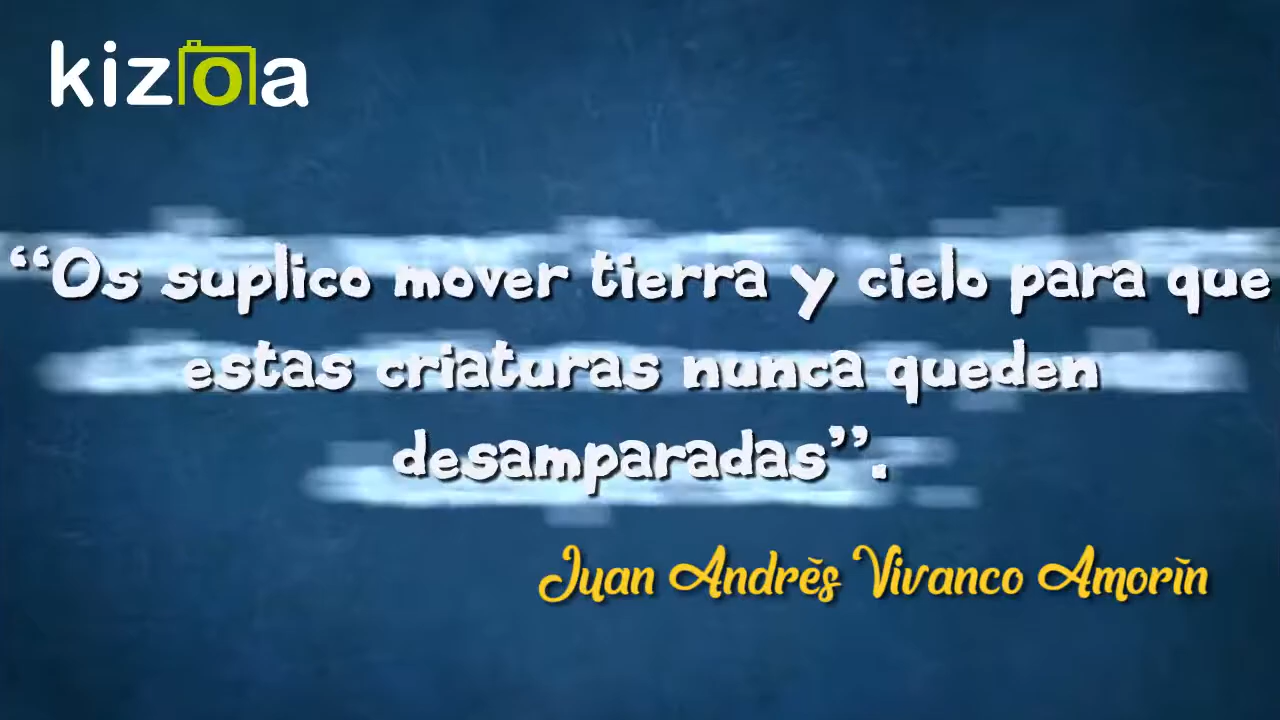 kizoa
“Os suplico mover tierra y cielo para que
estas criaturas nunca queden
desamparadas”.
Juan Andrés Vivanco Amorín